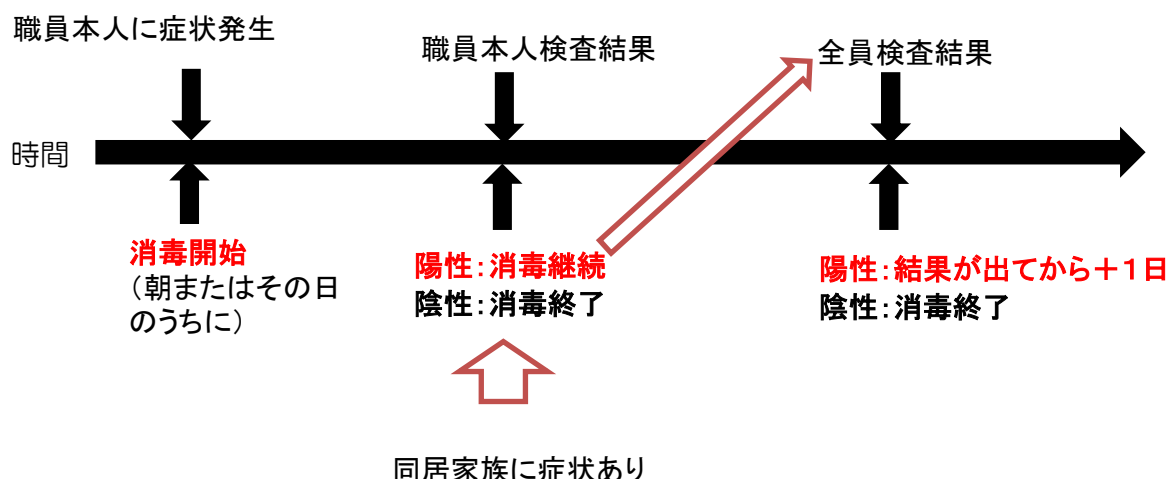 職員本人に症状発生
職員本人検査結果
全員検査結果
時間
消毒開始
（朝またはその日
のうちに）
陽性：消毒継続
陰性：消毒終了
陽性：結果が出てから＋１日
陰性：消毒終了
同居家族に症状あり